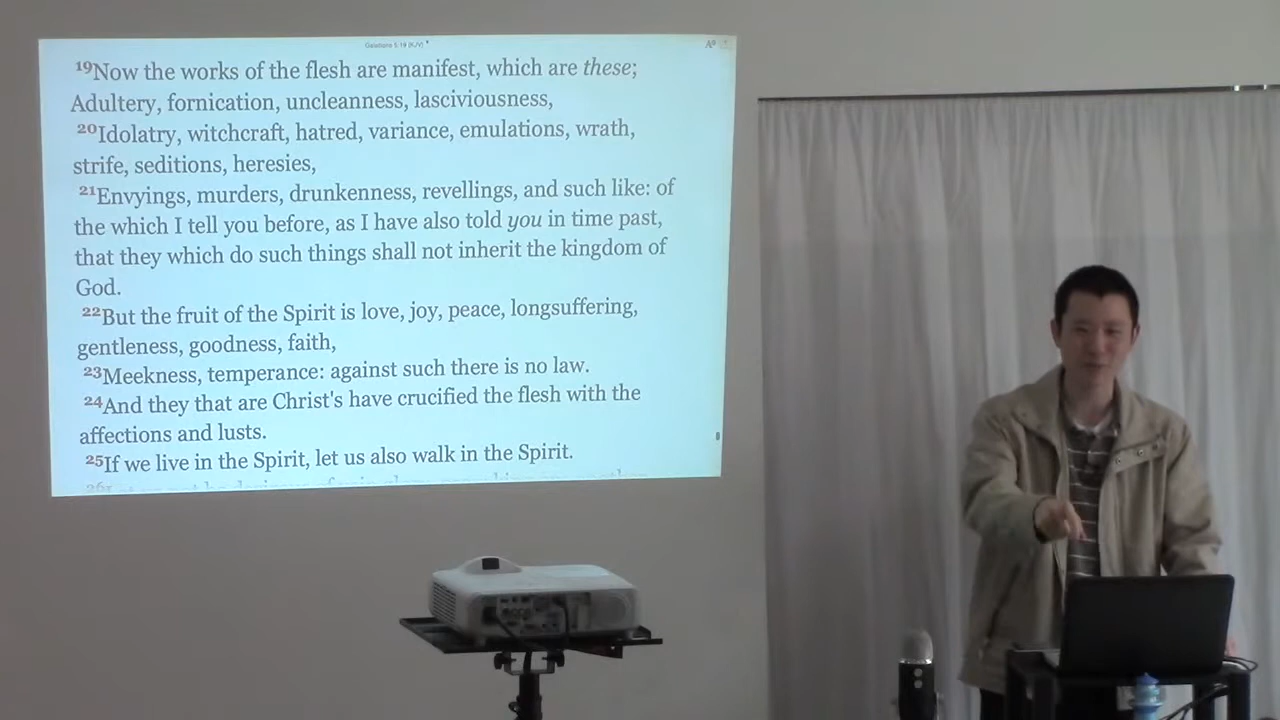 Galatians 5:19 (KJV)
19Now the works of the flesh are manifest, which are these;
Adultery, fornication, uncleanness, lasciviousness,
20Idolatry, witchcraft, hatred, variance, emulations, wrath,
strife, seditions, heresies,
21Envyings, murders, drunkenness, revellings, and such like: of
the which I tell you before, as I have also told you in time past,
that they which do such things shall not inherit the kingdom of
God.
22But the fruit of the Spirit is love, joy, peace, longsuffering,
gentleness, goodness, faith,
23Meekness, temperance: against such there is no law.
24And they that are Christ's have crucified the flesh with the
affections and lusts.
25If we live in the Spirit, let us also walk in the Spirit.